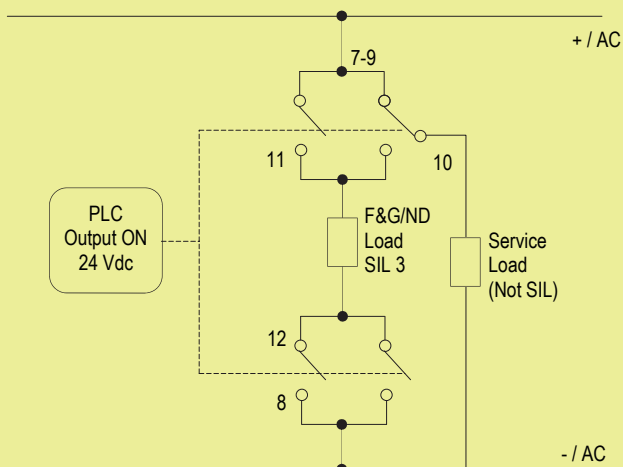 + / AC
7-9
11
10
PLC
Output ON
24 Vdc
F&G/ND
Load
SIL 3
Service
Load
(Not SIL)
12
8
- / AC